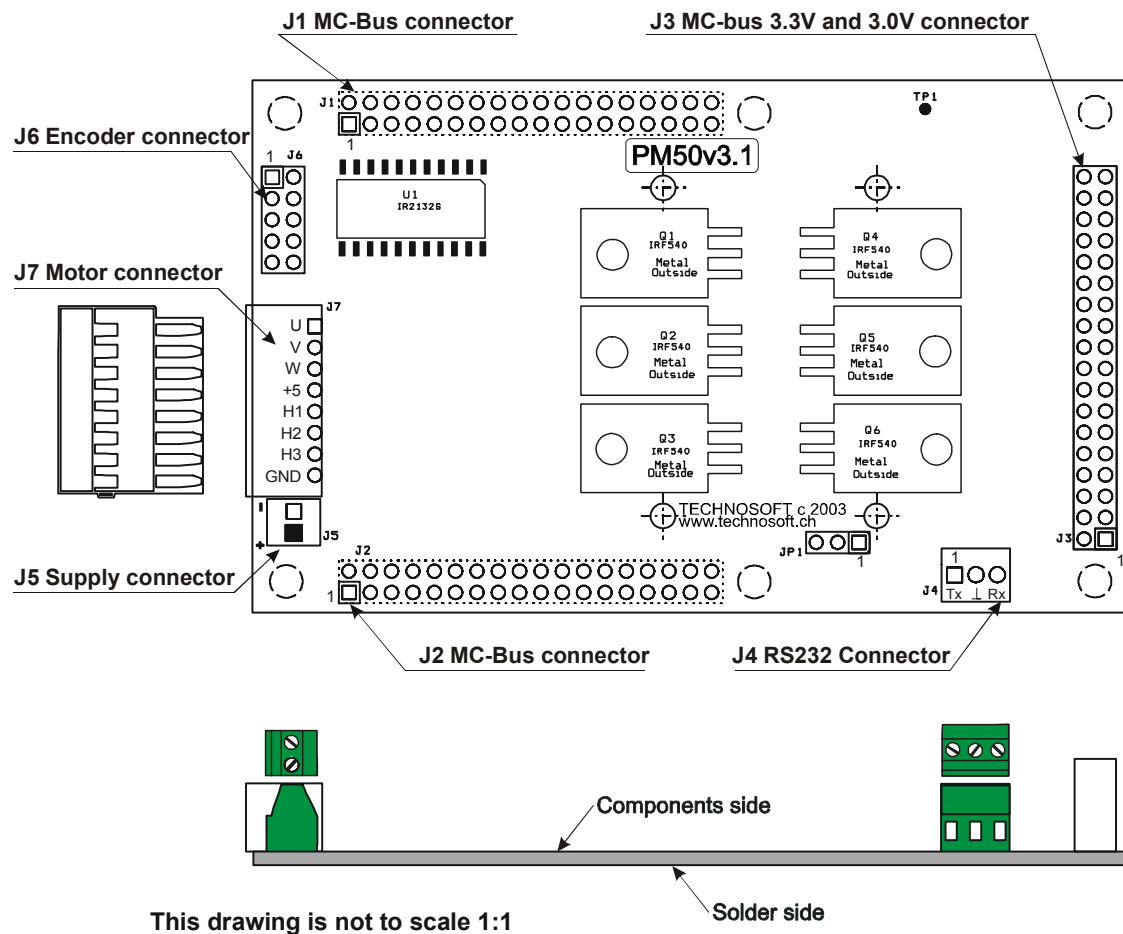 J1 MC-Bus connector
J3 MC-bus 3.3V and 3.0V connector
J1
1
TP1
J6 Encoder connector
1 J6
PM50v3.1
U1
IR2132S
Q1
IRF540
Metal
Outside
Q4
IRF540
Metal
Outside
J7 Motor connector
J7
U
V
W
+5
H1
H2
H3
GND
Q2
IRF540
Metal
Outside
Q5
IRF540
Metal
Outside
Q3
IRF540
Metal
Outside
Q6
IRF540
Metal
Outside
-
+
J5
TECHNOSOFT c 2003
www.technosoft.ch
JP1
1
J3
1
J5 Supply connector
J2
1
J4
1
Tx ⊥ Rx
J2 MC-Bus connector
J4 RS232 Connector
Components side
Solder side
This drawing is not to scale 1:1